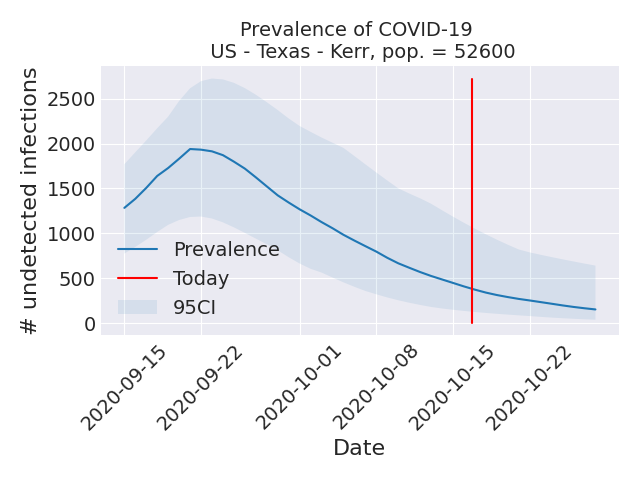 Prevalence of COVID-19
US - Texas - Kerr, pop. = 52600
# undetected infections
2500
2000
1500
1000
500
0
Prevalence
Today
95CI
2020-09-15
2020-09-22
2020-10-01
2020-10-08
2020-10-15
2020-10-22
Date